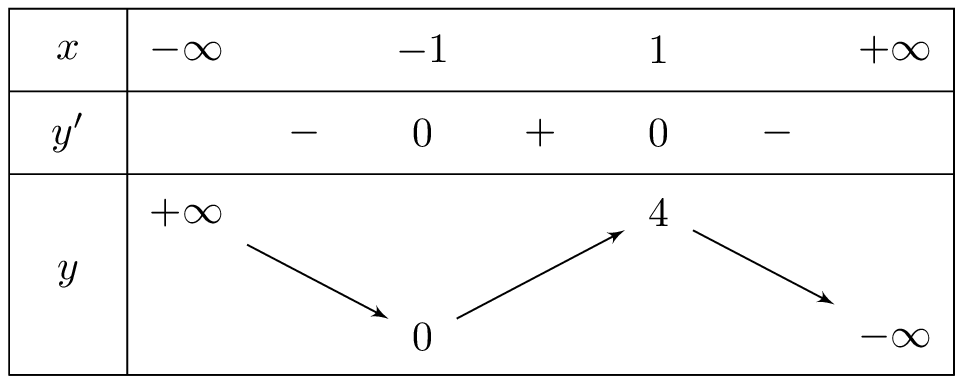 x −∞ −1 1 +∞
y′ − 0 + 0 −
+∞ 4
y
0 −∞